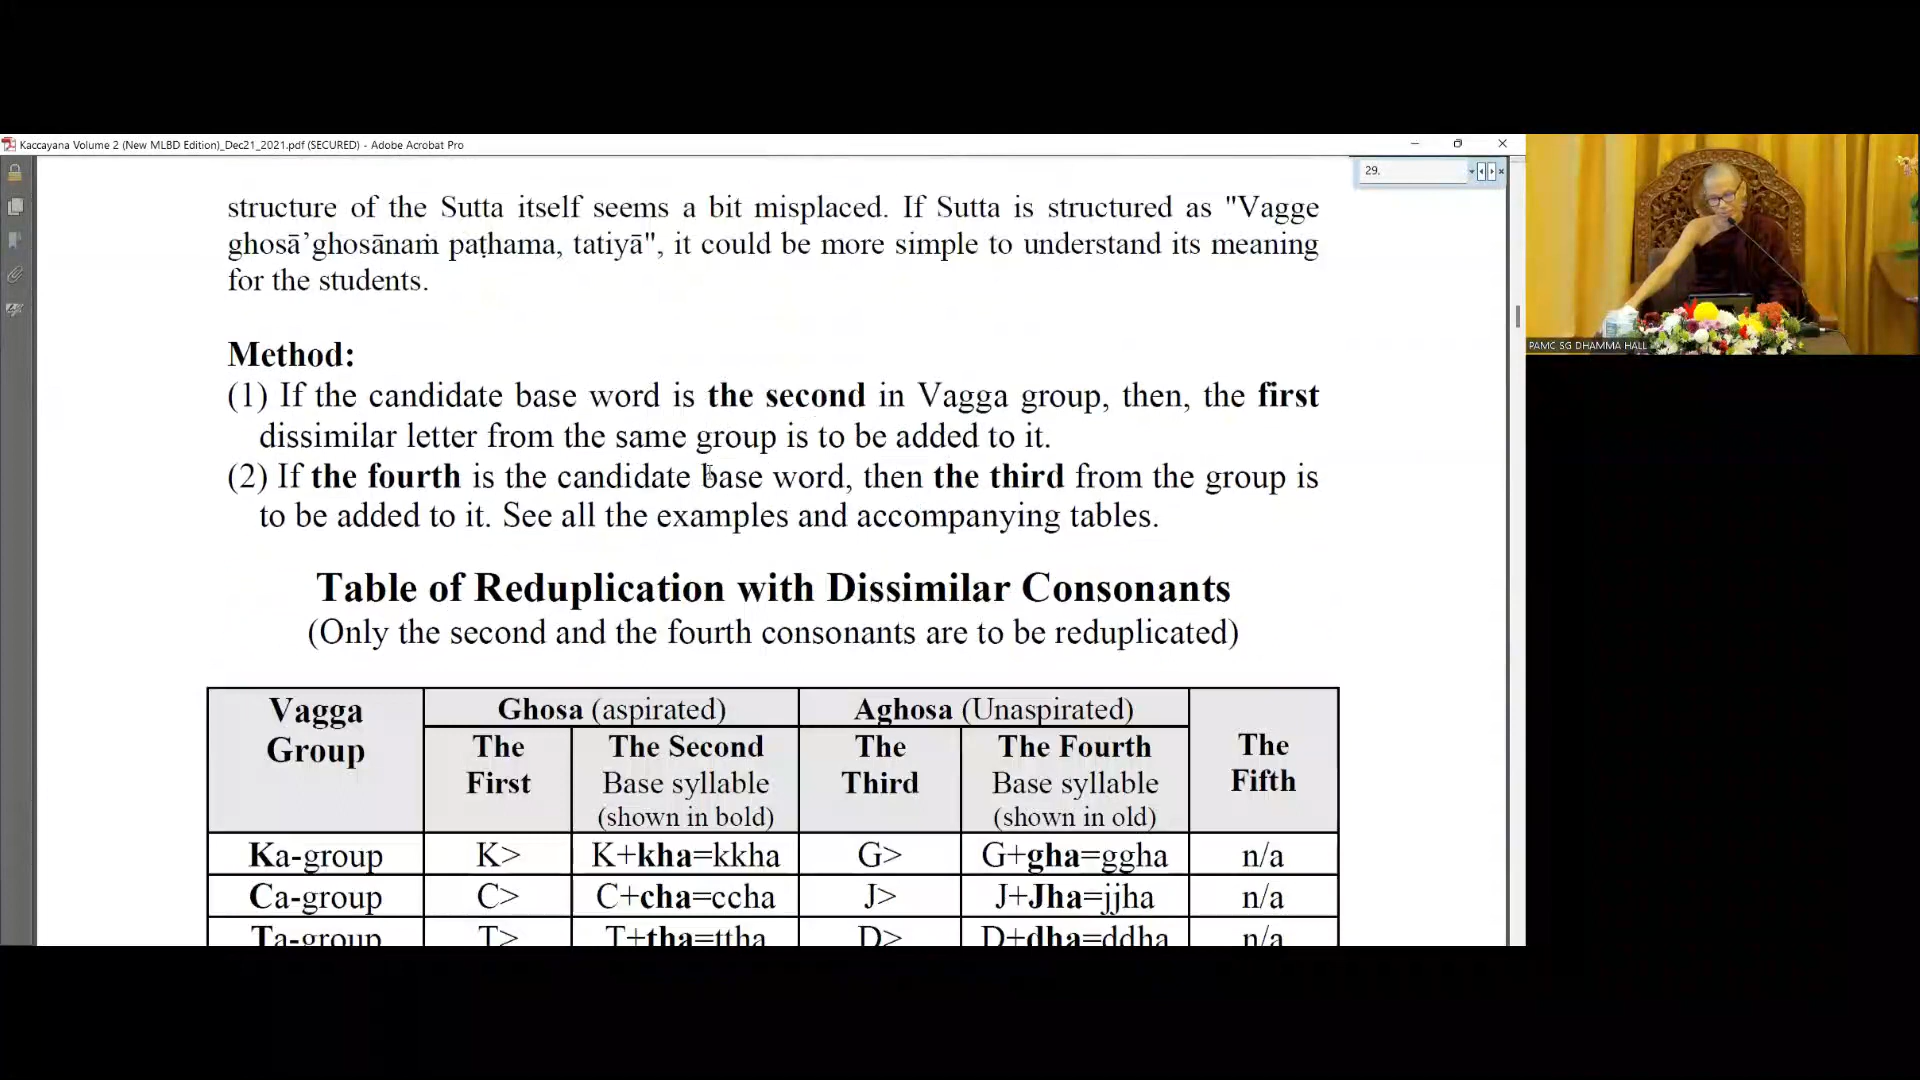 Kaccayana Volume 2 (New MLBD Edition)_Dec21_2021.pdf (SECURED) - Adobe Acrobat Pro
29.
structure of the Sutta itself seems a bit misplaced. If Sutta is structured as "Vagge
ghosā’ghosānaṁ paṭhama, tatiyā", it could be more simple to understand its meaning
for the students.
Method:
(1) If the candidate base word is the second in Vagga group, then, the first
dissimilar letter from the same group is to be added to it.
(2) If the fourth is the candidate base word, then the third from the group is
to be added to it. See all the examples and accompanying tables.
Table of Reduplication with Dissimilar Consonants
(Only the second and the fourth consonants are to be reduplicated)
Vagga Group
Ghosa (aspirated)
Aghosa (Unaspirated)
The First
The Second
Base syllable
(shown in bold)
The Third
The Fourth
Base syllable
(shown in old)
The Fifth
Ka-group K> K+kha=kkha G> G+gha=ggha n/a
Ca-group C> C+cha=ccha J> J+Jha=jjha n/a
Ta-group T> T+tha=ttha D> D+dha=ddha n/a
PAMC SG DHAMMA HALL